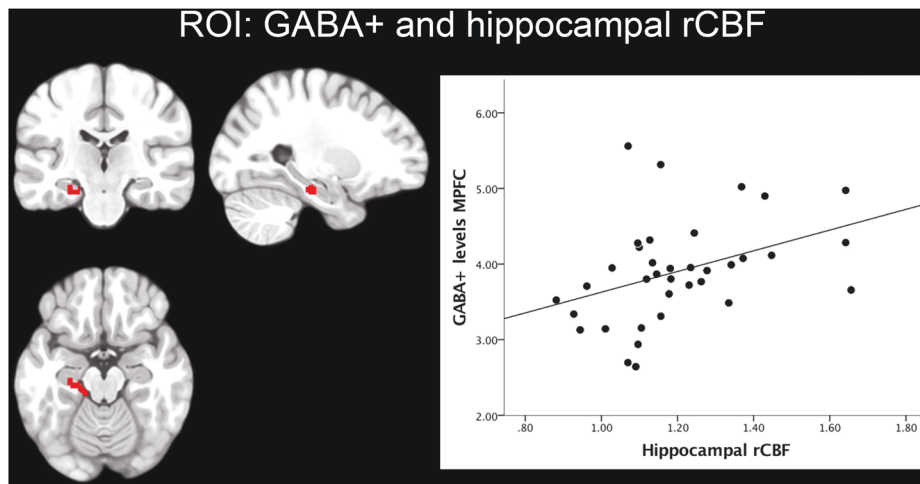 ROI: GABA+ and hippocampal rCBF
6.00
5.00
4.00
3.00
2.00
GABA+ levels MPFC
.80 1.00 1.20 1.40 1.60 1.80
Hippocampal rCBF